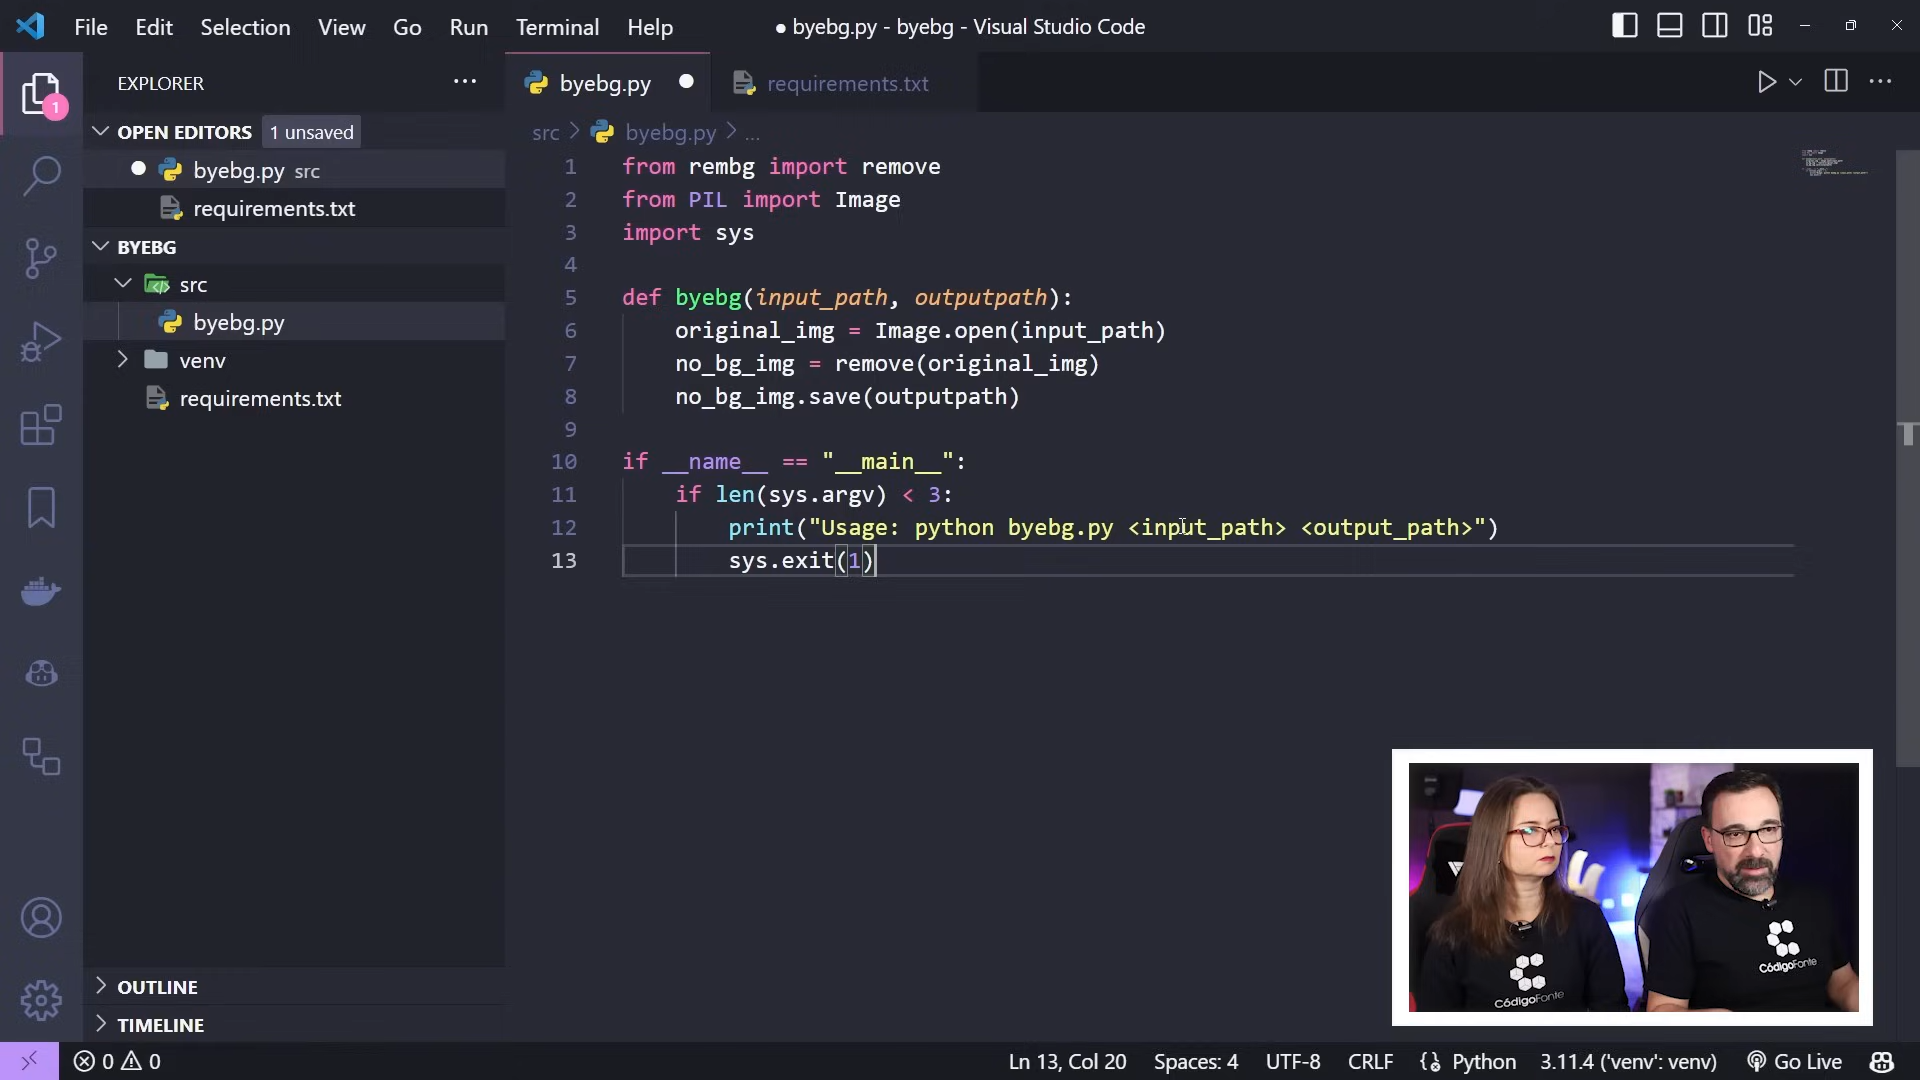 File Edit Selection View Go Run Terminal Help
● byebg.py - byebg - Visual Studio Code
EXPLORER
OPEN EDITORS 1 unsaved
byebg.py src
requirements.txt
BYEBG
src
byebg.py
venv
requirements.txt
OUTLINE
TIMELINE
1
byebg.py
requirements.txt
src > byebg.py > ...
1 from rembg import remove
2 from PIL import Image
3 import sys
4
5 def byebg(input_path, outputpath):
6 original_img = Image.open(input_path)
7 no_bg_img = remove(original_img)
8 no_bg_img.save(outputpath)
9
10 if __name__ == "__main__":
11 if len(sys.argv) < 3:
12 print("Usage: python byebg.py <input_path> <output_path>")
13 sys.exit(1)
CódigoFonte
CódigoFonte
0 0
Ln 13, Col 20 Spaces: 4 UTF-8 CRLF Python 3.11.4 ('venv': venv) Go Live